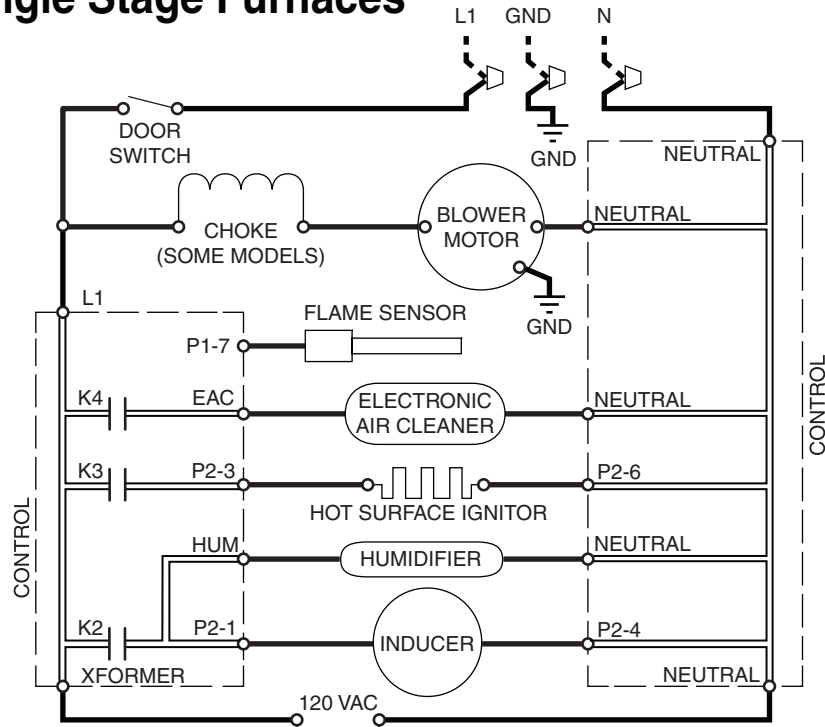 ngle Stage Furnaces
L1 GND N
DOOR
SWITCH
GND
NEUTRAL
CHOKE
(SOME MODELS)
BLOWER
MOTOR
NEUTRAL
GND
L1
FLAME SENSOR
P1-7
K4 EAC
ELECTRONIC
AIR CLEANER
NEUTRAL
CONTROL
K3 P2-3
P2-6
HOT SURFACE IGNITOR
CONTROL
HUM
HUMIDIFIER
NEUTRAL
K2 P2-1
INDUCER
P2-4
XFORMER
NEUTRAL
120 VAC